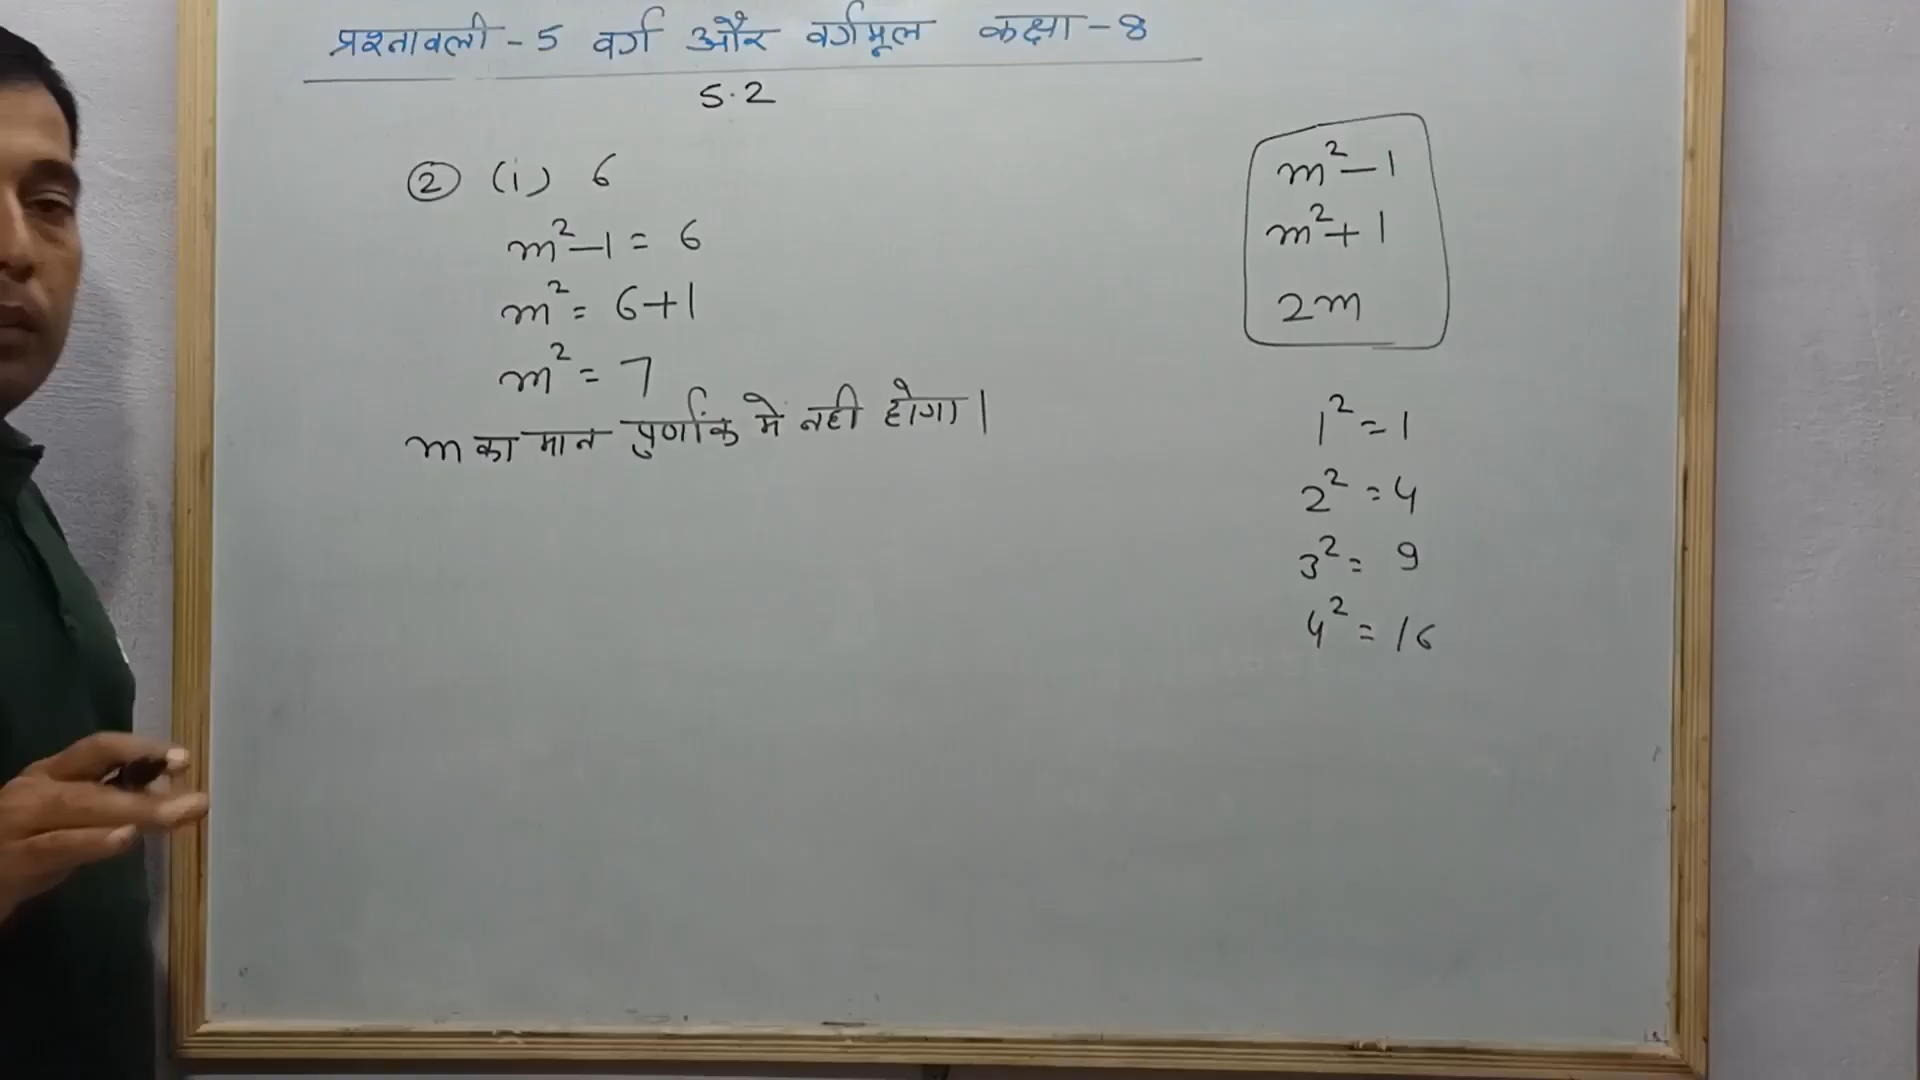 प्रश्नावली - 5 वर्ग और वर्गमूल कक्षा - 8
5.2
② (i) 6
m² - 1 = 6
m² = 6 + 1
m² = 7
m का मान पुर्णांक मे नही होगा।
m² - 1
m² + 1
2m
1² = 1
2² = 4
3² = 9
4² = 16